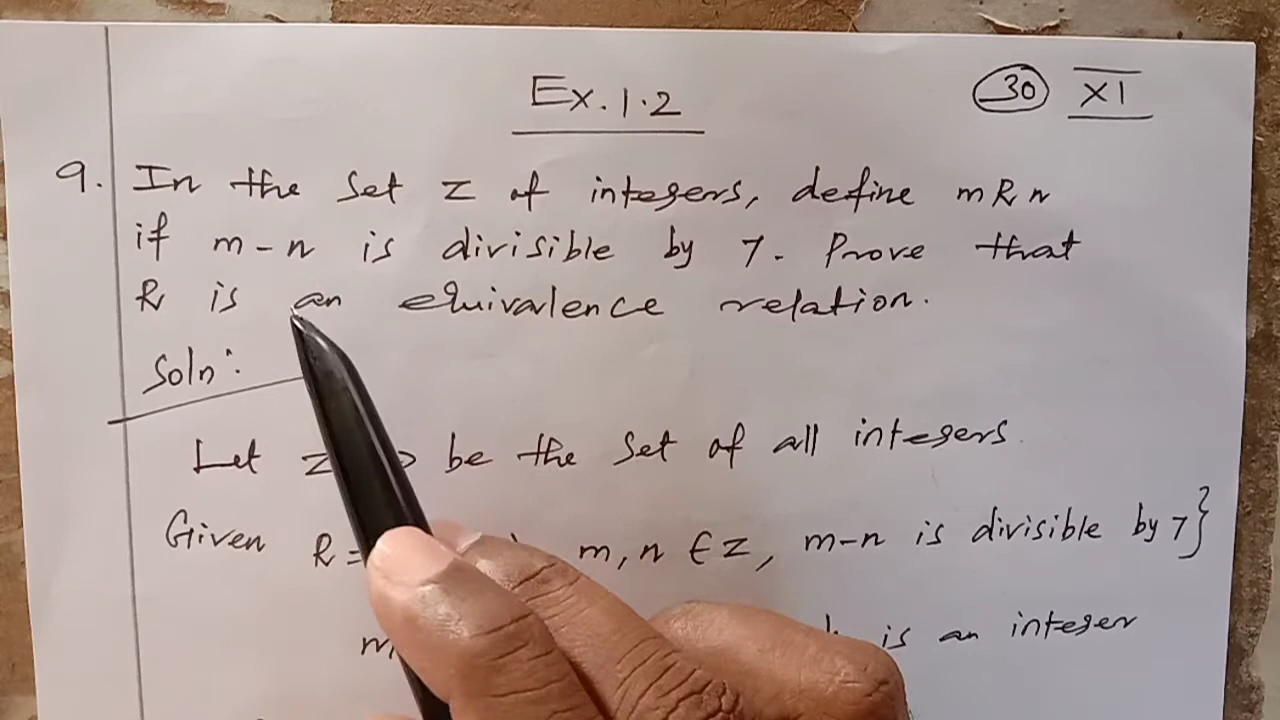 Ex. 1.2
30 XI
9. In the set Z of integers, define mRn
if m-n is divisible by 7. Prove that
R is an equivalence relation.
Soln:
Let Z be the set of all integers
Given R= m, n ∈ Z, m-n is divisible by 7}
is an integer